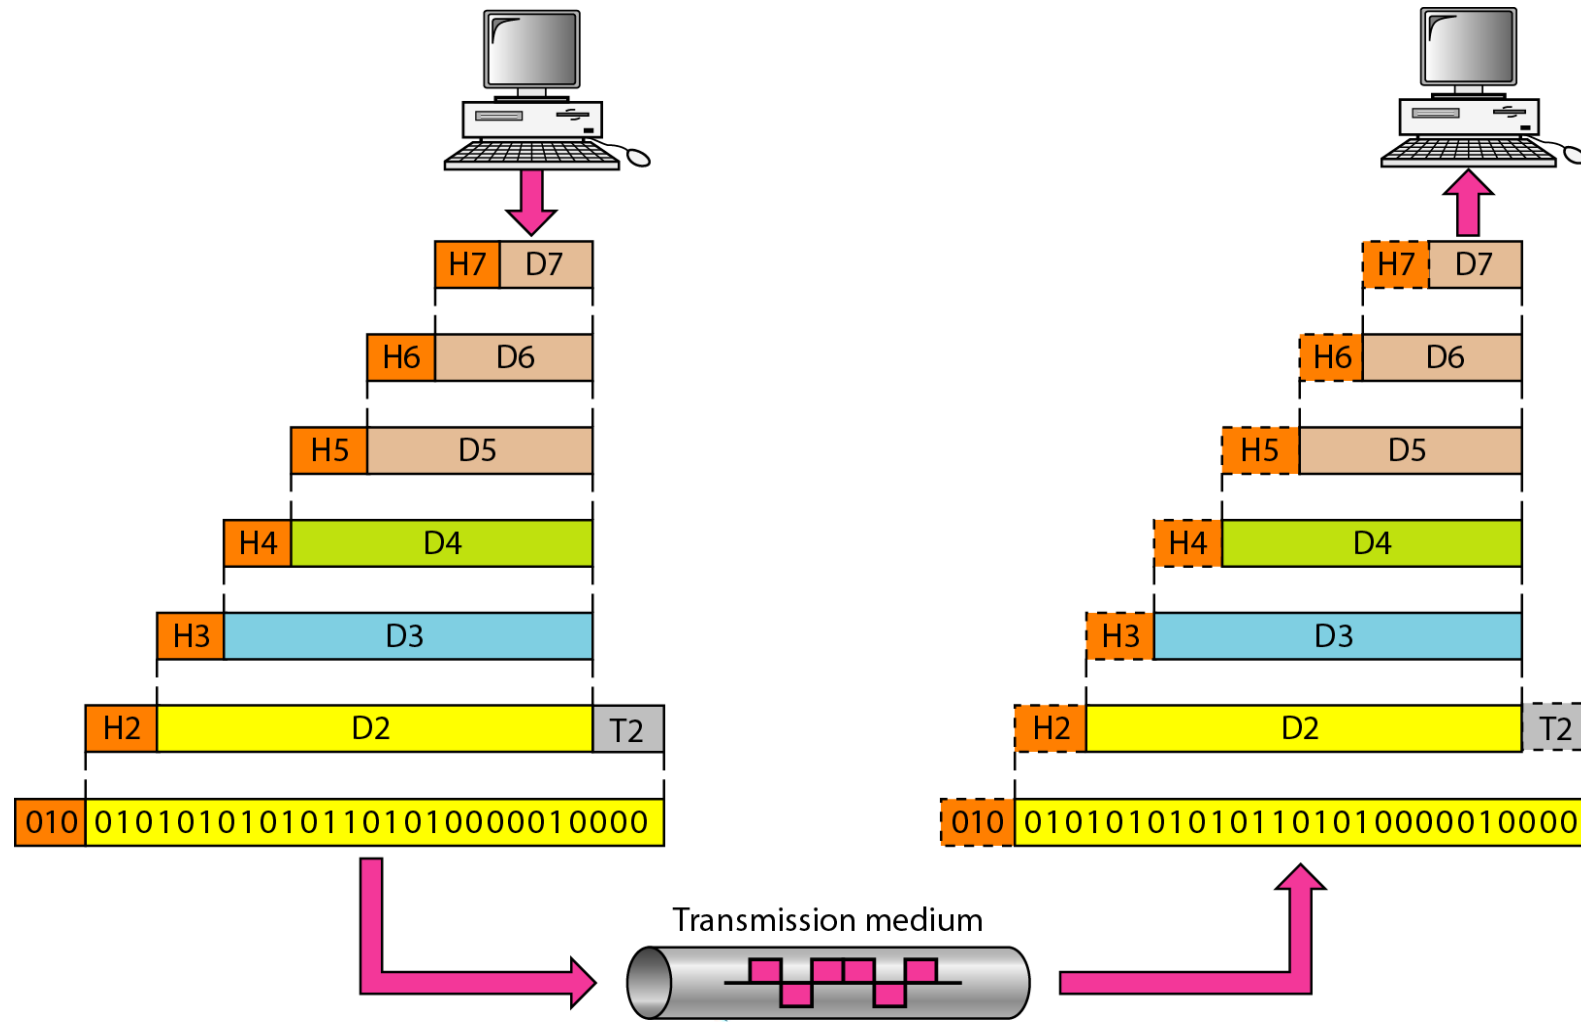 H7 D7
H6 D6
H5 D5
H4 D4
H3 D3
H2 D2 T2
010 010101010101101010000010000
H7 D7
H6 D6
H5 D5
H4 D4
H3 D3
H2 D2 T2
010 010101010101101010000010000
Transmission medium